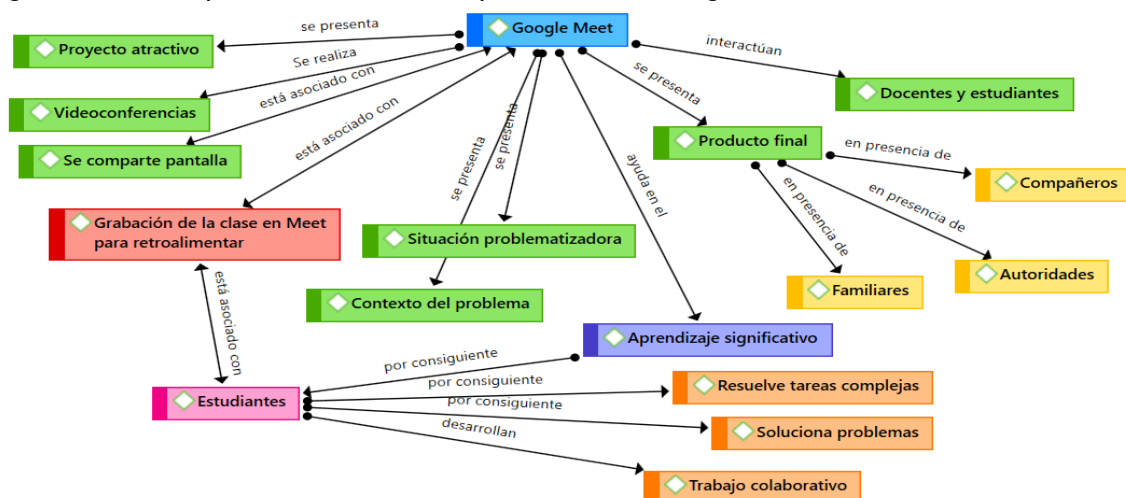 se presenta
Google Meet
Proyecto atractivo
Se realiza
interactúan
está asociado con
se presenta
Docentes y estudiantes
Videoconferencias
está asociado con
se presenta
Producto final
en presencia de
Se comparte pantalla
se presenta
ayuda en el
Compañeros
en presencia de
en presencia de
Grabación de la clase en Meet
para retroalimentar
Situación problematizadora
Autoridades
Familiares
está asociado con
Contexto del problema
Aprendizaje significativo
por consiguiente
por consiguiente
Resuelve tareas complejas
Estudiantes
por consiguiente
desarrollan
Soluciona problemas
Trabajo colaborativo